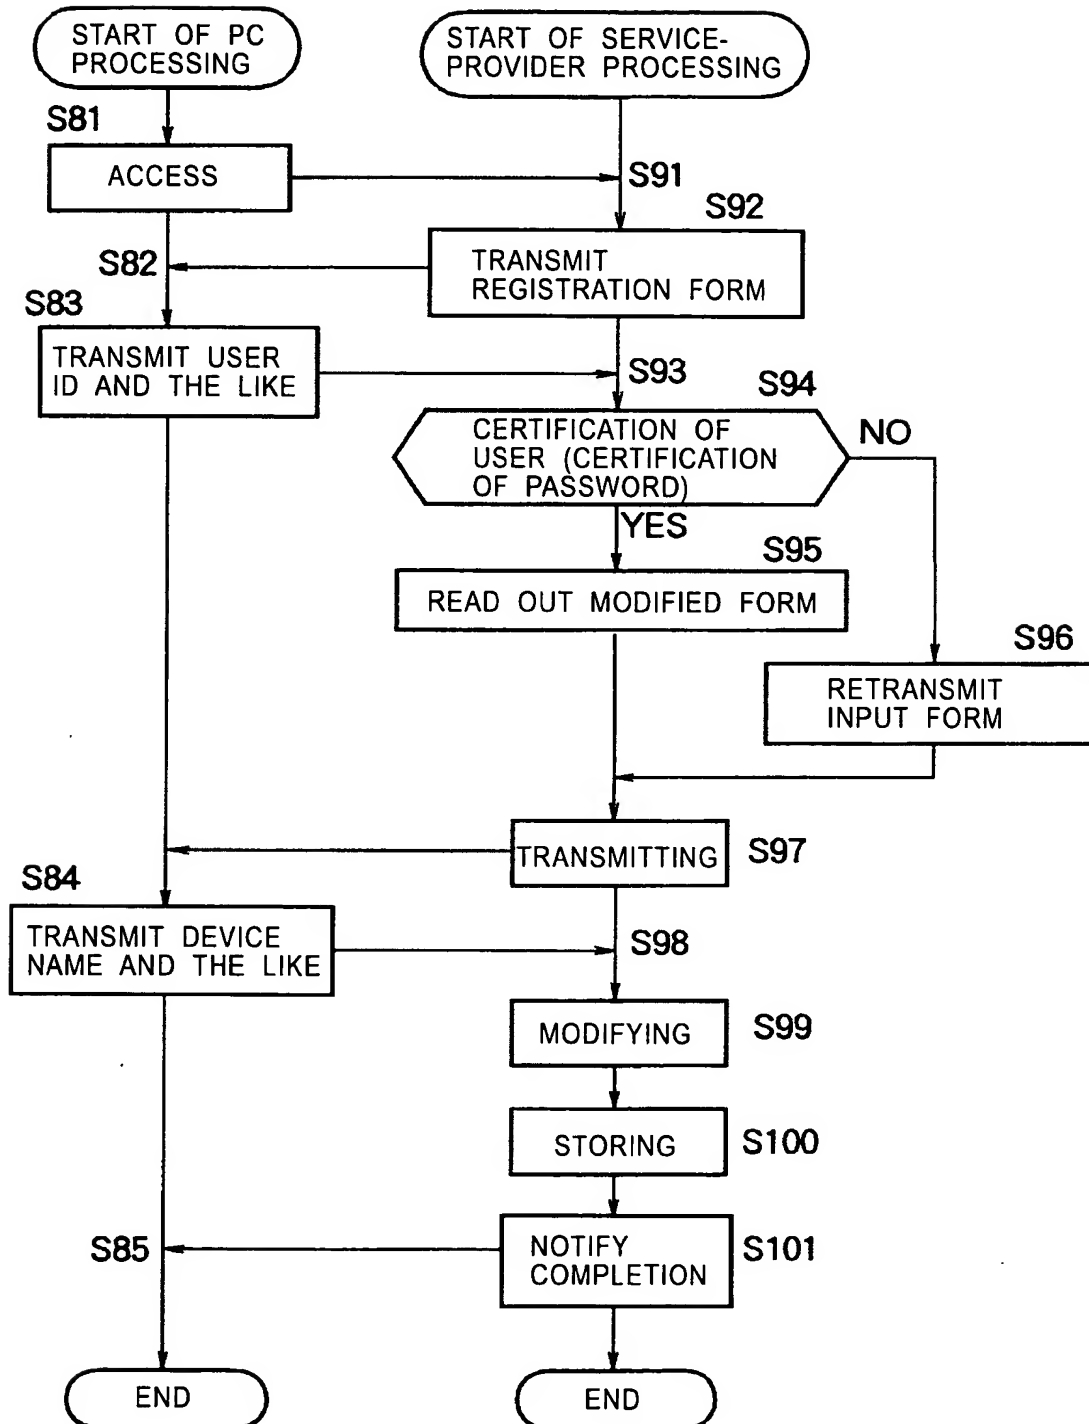 START OF PC
PROCESSING
START OF SERVICE-
PROVIDER PROCESSING
S81
ACCESS
S91
S92
TRANSMIT
REGISTRATION FORM
S82
S83
TRANSMIT USER
ID AND THE LIKE
S93
S94
CERTIFICATION OF
USER (CERTIFICATION
OF PASSWORD)
NO
YES
S95
READ OUT MODIFIED FORM
S96
RETRANSMIT
INPUT FORM
TRANSMITTING
S97
S84
TRANSMIT DEVICE
NAME AND THE LIKE
S98
MODIFYING
S99
STORING
S100
S85
NOTIFY
COMPLETION
S101
END
END